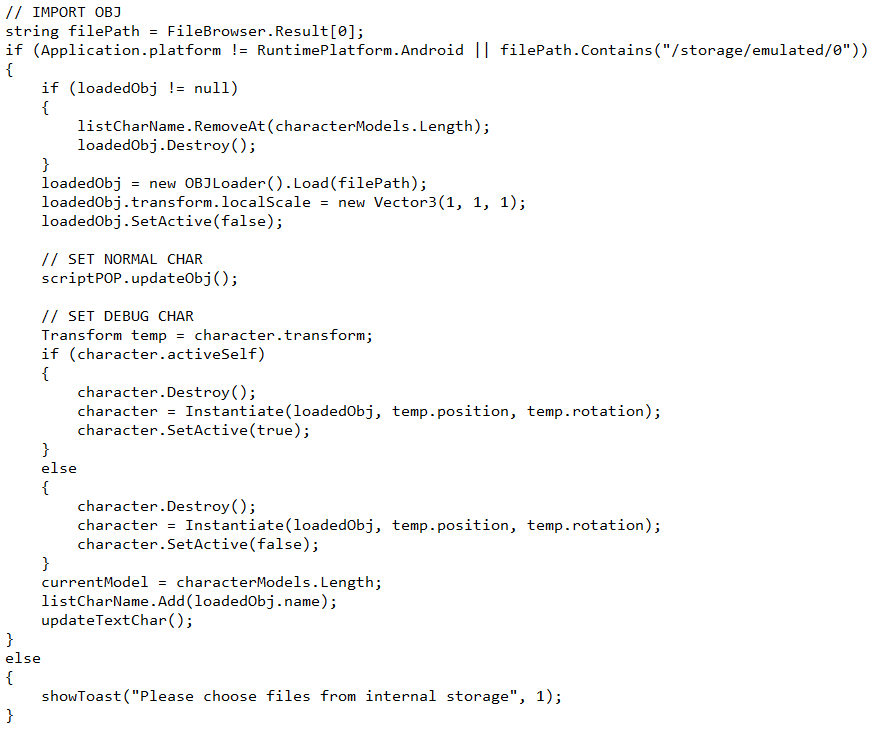 // IMPORT OBJ
string filePath = FileBrowser.Result[0];
if (Application.platform != RuntimePlatform.Android || filePath.Contains("/storage/emulated/0"))
{
    if (loadedObj != null)
    {
        listCharName.RemoveAt(characterModels.Length);
        loadedObj.Destroy();
    }
    loadedObj = new OBJLoader().Load(filePath);
    loadedObj.transform.localScale = new Vector3(1, 1, 1);
    loadedObj.SetActive(false);

    // SET NORMAL CHAR
    scriptPOP.updateObj();

    // SET DEBUG CHAR
    Transform temp = character.transform;
    if (character.activeSelf)
    {
        character.Destroy();
        character = Instantiate(loadedObj, temp.position, temp.rotation);
        character.SetActive(true);
    }
    else
    {
        character.Destroy();
        character = Instantiate(loadedObj, temp.position, temp.rotation);
        character.SetActive(false);
    }
    currentModel = characterModels.Length;
    listCharName.Add(loadedObj.name);
    updateTextChar();
}
else
{
    showToast("Please choose files from internal storage", 1);
}